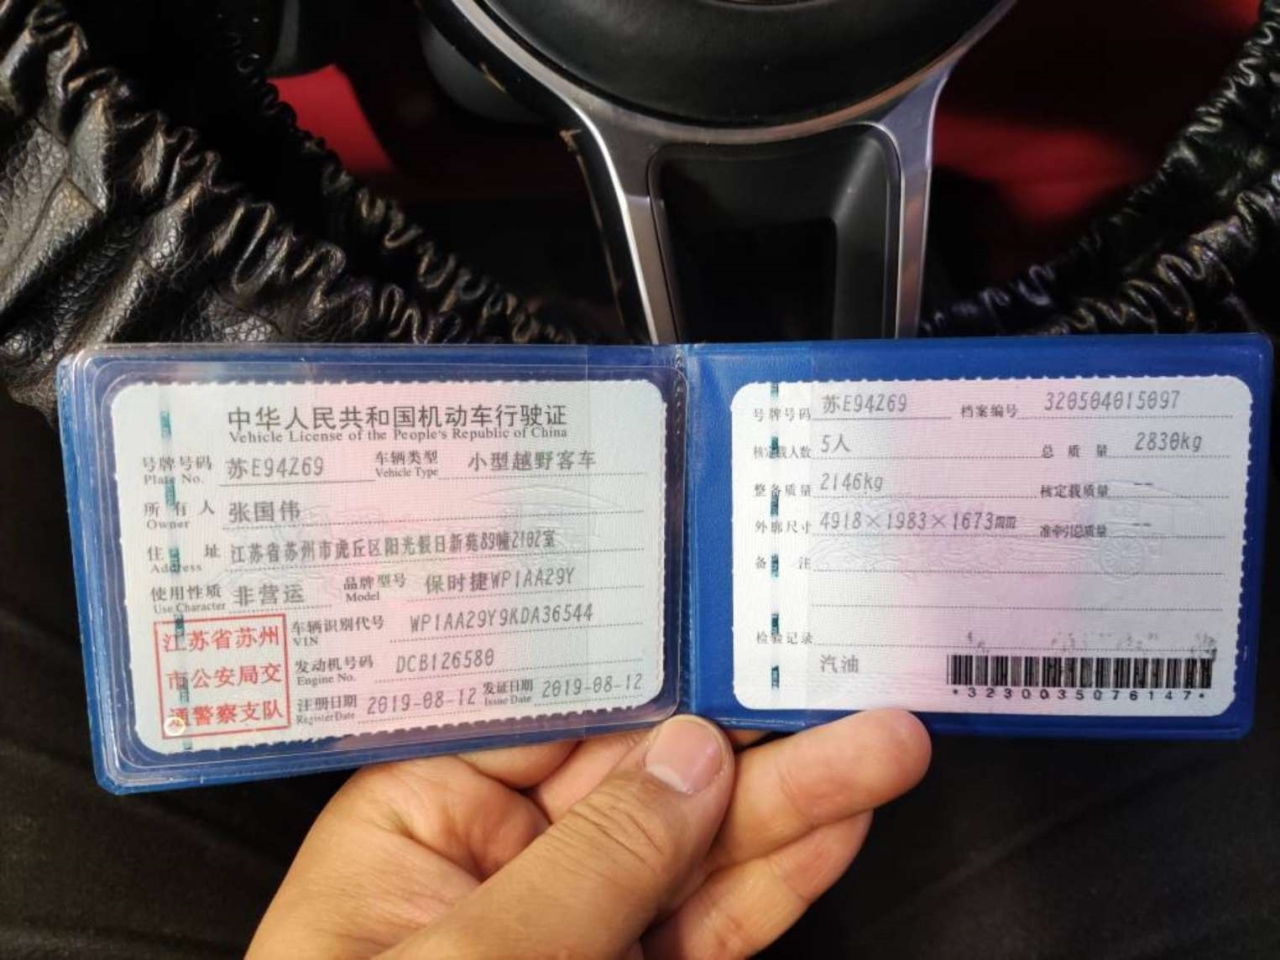 中华人民共和国机动车行驶证
Vehicle License of the People's Republic of China
号牌号码 苏E94Z69 车辆类型 小型越野客车
Plate No. Vehicle Type
所有人 张国伟
Owner
住址 江苏省苏州市虎丘区阳光假日新苑89幢2102室
Address
使用性质 非营运 品牌型号 保时捷WP1AA29Y
Use Character Model
江苏省苏州
市公安局交
通警察支队
车辆识别代号 WP1AA29Y9KDA36544
VIN
发动机号码 DCB126580
Engine No.
注册日期 2019-08-12 发证日期 2019-08-12
Register Date Issue Date
号牌号码 苏E94Z69 档案编号 320504015097
核定载人数 5人 总质量 2830kg
整备质量 2146kg 核定载质量 --
外廓尺寸 4918×1983×1673mm 准牵引总质量 --
备注
检验记录
汽油
*3230035076147*